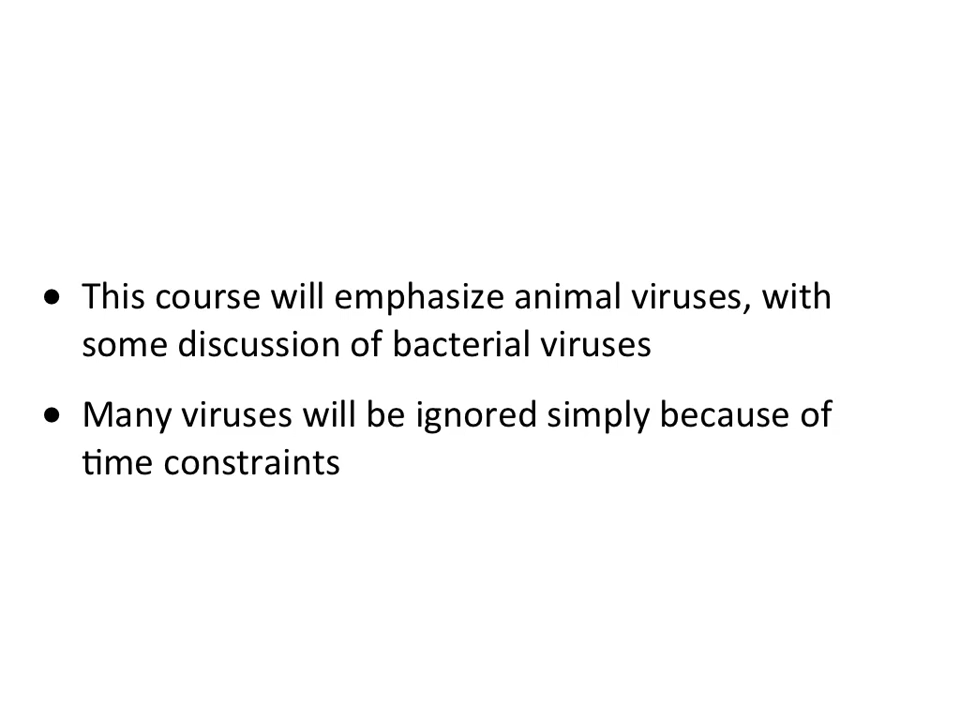 • This course will emphasize animal viruses, with
some discussion of bacterial viruses
• Many viruses will be ignored simply because of
time constraints